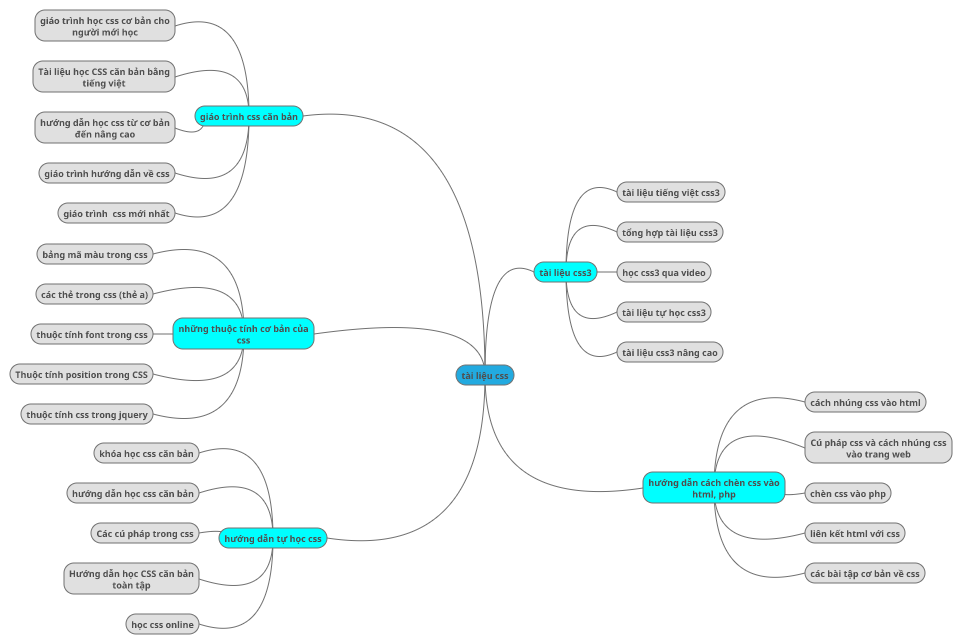 giáo trình học css cơ bản cho
người mới học
Tài liệu học CSS căn bản bằng
tiếng việt
giáo trình css căn bản
hướng dẫn học css từ cơ bản
đến nâng cao
giáo trình hướng dẫn về css
giáo trình  css mới nhất
bảng mã màu trong css
các thẻ trong css (thẻ a)
những thuộc tính cơ bản của
css
thuộc tính font trong css
Thuộc tính position trong CSS
thuộc tính css trong jquery
khóa học css căn bản
hướng dẫn học css căn bản
Các cú pháp trong css
hướng dẫn tự học css
Hướng dẫn học CSS căn bản
toàn tập
học css online
tài liệu css
tài liệu tiếng việt css3
tổng hợp tài liệu css3
tài liệu css3
học css3 qua video
tài liệu tự học css3
tài liệu css3 nâng cao
cách nhúng css vào html
Cú pháp css và cách nhúng css
vào trang web
hướng dẫn cách chèn css vào
html, php
chèn css vào php
liên kết html với css
các bài tập cơ bản về css